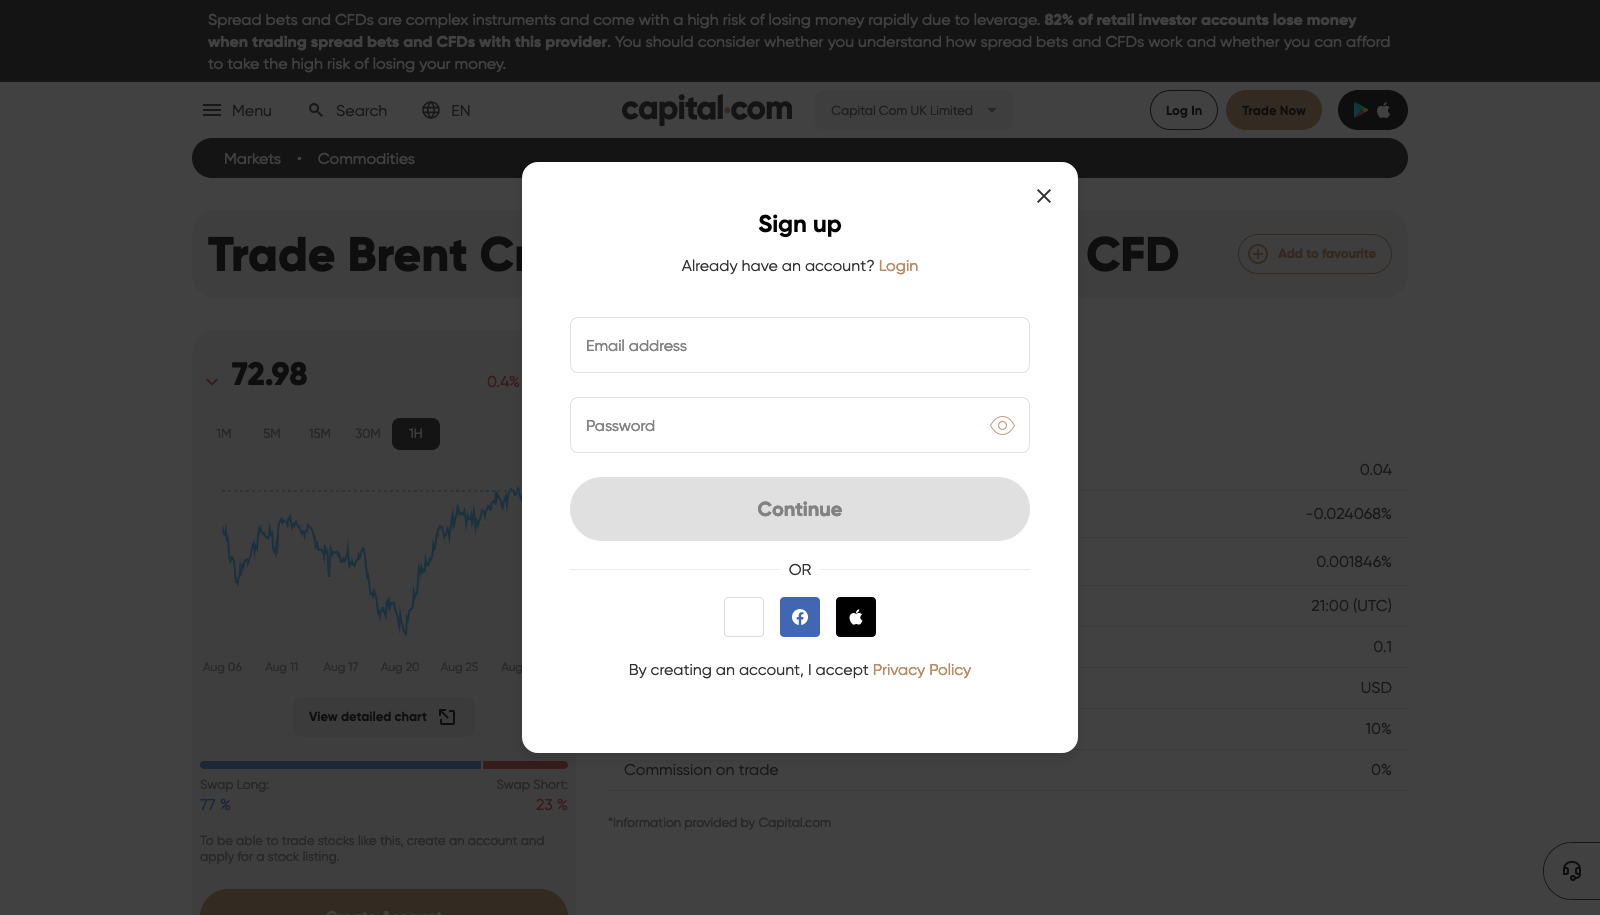 Spread bets and CFDs are complex instruments and come with a high risk of losing money rapidly due to leverage. 82% of retail investor accounts lose money
when trading spread bets and CFDs with this provider. You should consider whether you understand how spread bets and CFDs work and whether you can afford
to take the high risk of losing your money.
Menu
Search
EN
capital.com
Capital Com UK Limited
Log In
Trade Now
Markets • Commodities
Trade Brent
CFD
Add to favourite
Sign up
Already have an account? Login
Email address
Password
Continue
OR
By creating an account, I accept Privacy Policy
72.98
0.4%
1M 5M 15M 30M 1H
Aug 06 Aug 11 Aug 17 Aug 20 Aug 25 Aug
View detailed chart
Swap Long:
Swap Short:
77 %
23 %
To be able to trade stocks like this, create an account and
apply for a stock listing.
0.04
-0.024068%
0.001846%
21:00 (UTC)
0.1
USD
10%
Commission on trade
0%
*Information provided by Capital.com